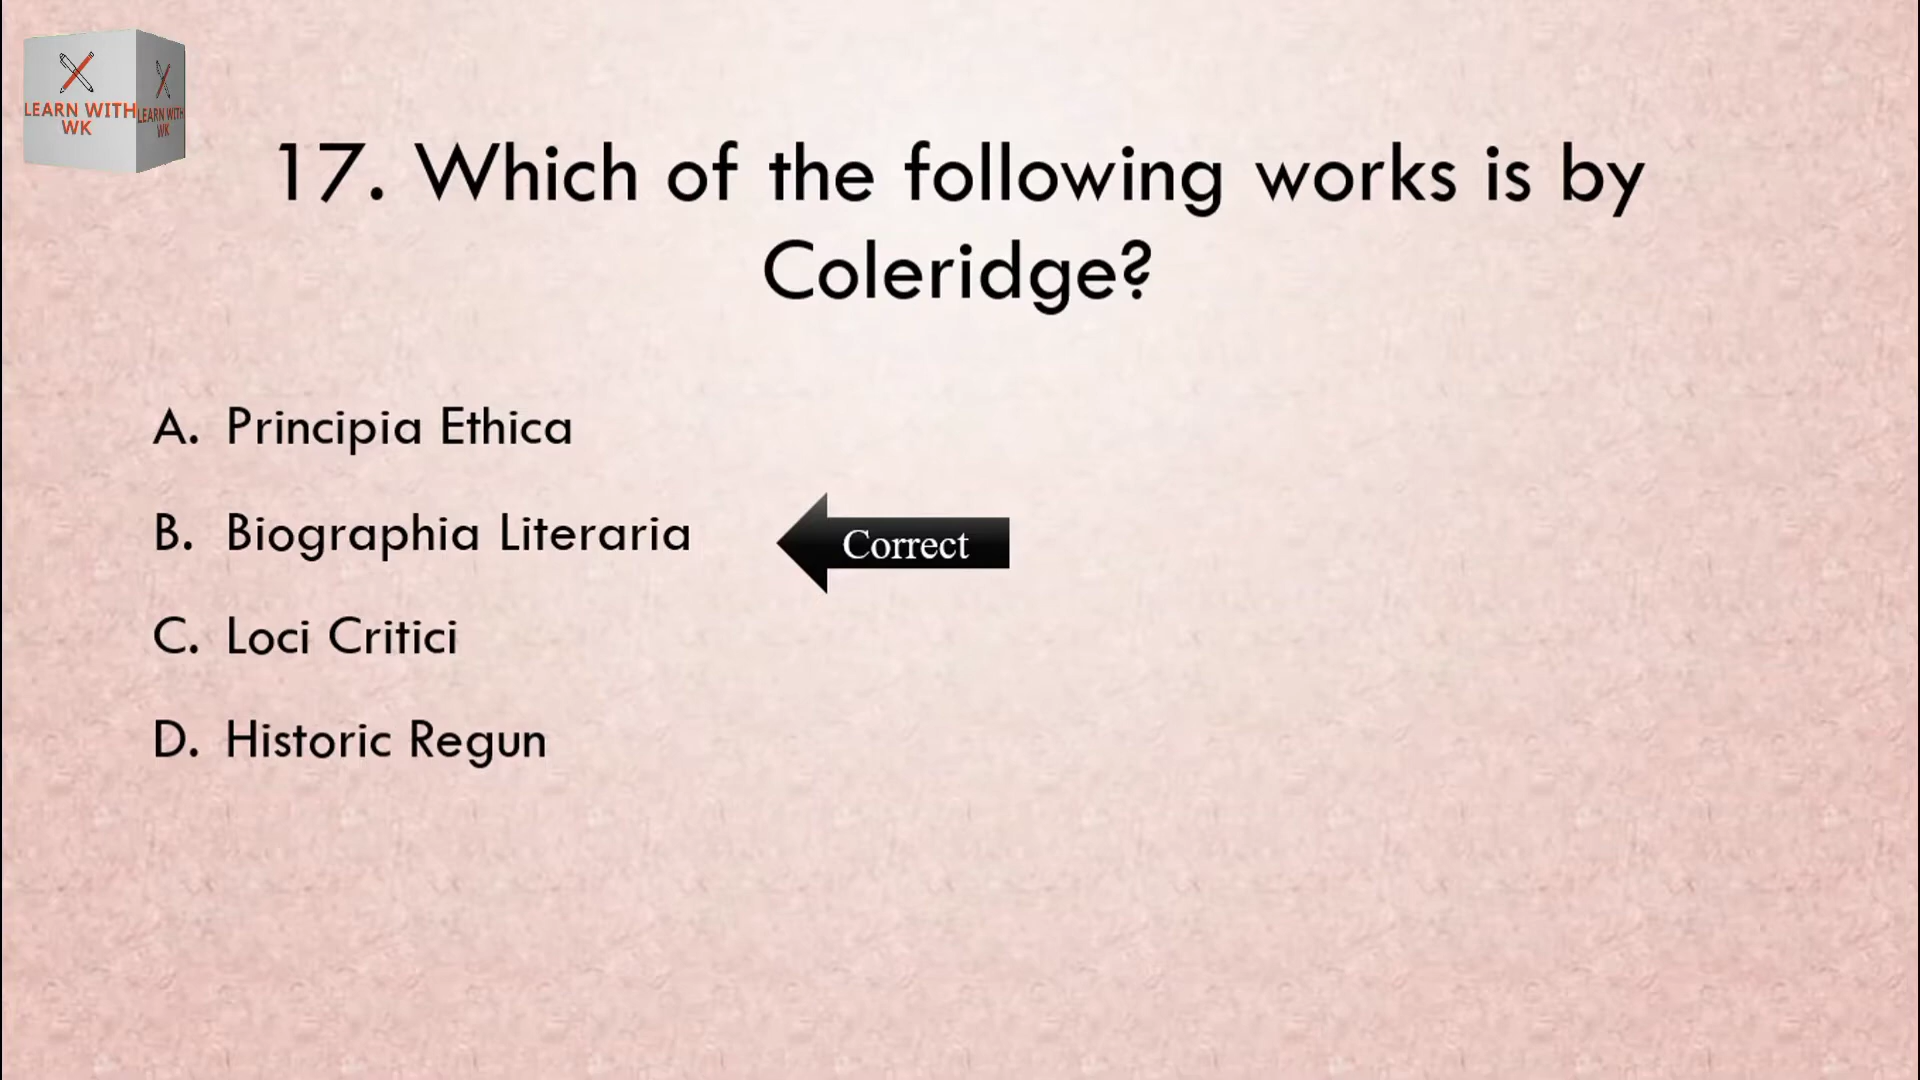 LEARN WITH
WK
LEARN WITH
WK
17. Which of the following works is by
Coleridge?
A. Principia Ethica
B. Biographia Literaria
Correct
C. Loci Critici
D. Historic Regun